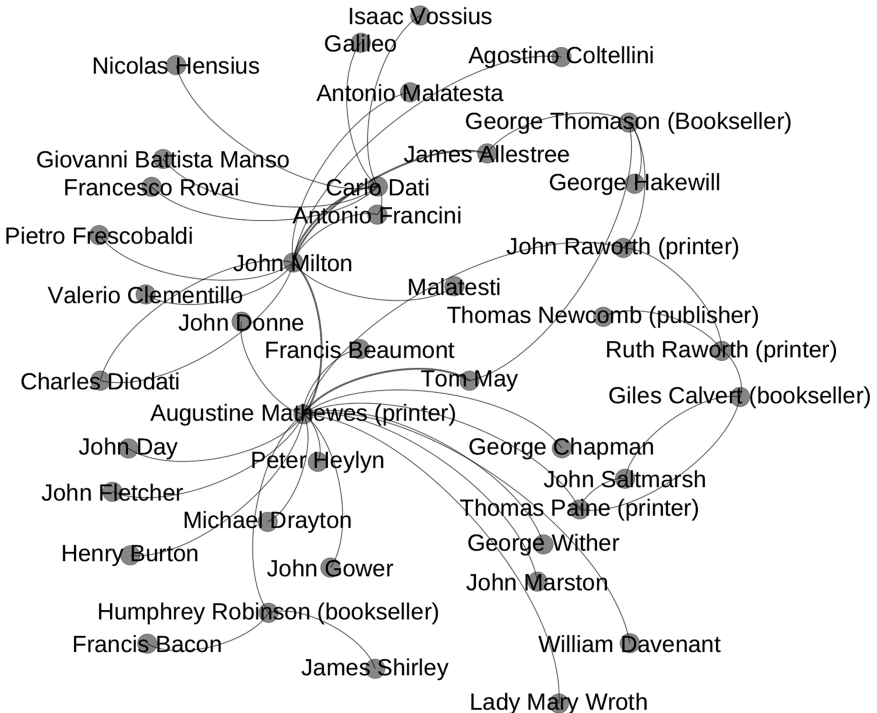 Isaac Vossius
Galileo
Agostino Coltellini
Nicolas Hensius
Antonio Malatesta
George Thomason (Bookseller)
James Allestree
Giovanni Battista Manso
George Hakewill
Francesco Rovai
Carlo Dati
Antonio Francini
Pietro Frescobaldi
John Raworth (printer)
John Milton
Malatesti
Valerio Clementillo
Thomas Newcomb (publisher)
John Donne
Francis Beaumont
Ruth Raworth (printer)
Tom May
Charles Diodati
Giles Calvert (bookseller)
Augustine Mathewes (printer)
John Day
George Chapman
Peter Heylyn
John Saltmarsh
John Fletcher
Thomas Paine (printer)
Michael Drayton
George Wither
Henry Burton
John Gower
John Marston
Humphrey Robinson (bookseller)
Francis Bacon
William Davenant
James Shirley
Lady Mary Wroth